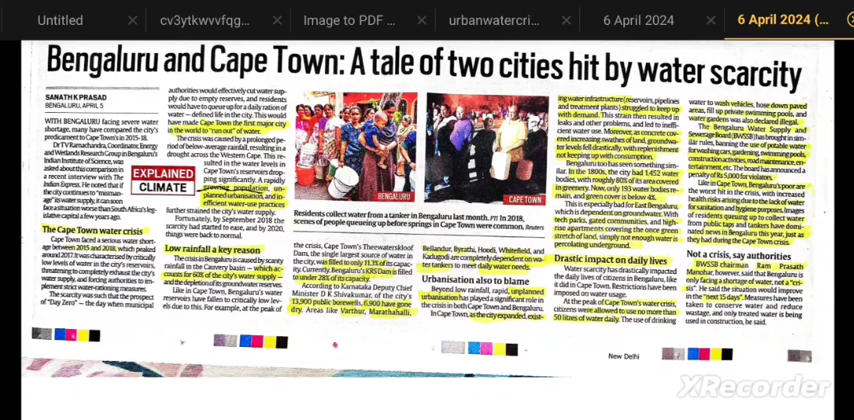 Untitled
cv3ytkwvvfqg...
Image to PDF ...
urbanwatercri...
6 April 2024
6 April 2024 (...
Bengaluru and Cape Town: A tale of two cities hit by water scarcity
SANATH K PRASAD
BENGALURU, APRIL 5
WITH BENGALURU facing severe water
shortage, many have compared the city's
predicament to Cape Town's in 2015-18.
Dr TV Ramachandra, Coordinator, Energy
and Wetlands Research Group in Bengaluru's
Indian Institute of Science, was
asked about this comparison in
a recent interview with The
Indian Express. He noted that if
the city continues to "misman-
age" its water supply, it can soon
face a situation worse than South Africa's leg-
islative capital a few years ago.
The Cape Town water crisis
Cape Town faced a serious water short-
age between 2015 and 2018, which peaked
around 2017. It was characterised by critically
low levels of water in the city's reservoirs,
threatening to completely exhaust the city's
water supply, and forcing authorities to im-
plement strict water-rationing measures.
The scarcity was such that the prospect
of "Day Zero" — the day when municipal
EXPLAINED
CLIMATE
authorities would effectively cut water sup-
ply due to empty reserves, and residents
would have to queue up for a daily ration of
water — defined life in the city. This would
have made Cape Town the first major city
in the world to "run out" of water.
The crisis was caused by a prolonged pe-
riod of below-average rainfall, resulting in a
drought across the Western Cape. This re-
sulted in the water levels in
Cape Town's reservoirs drop-
ping significantly. A rapidly
growing population, un-
planned urbanisation, and in-
efficient water-use practices
further strained the city's water supply.
Fortunately, by September 2018 the
scarcity had started to ease, and by 2020,
things were back to normal.
Low rainfall a key reason
The crisis in Bengaluru is caused by scanty
rainfall in the Cauvery basin — which ac-
counts for 60% of the city's water supply —
and the depletion of its groundwater reserves.
Like in Cape Town, Bengaluru's water
reservoirs have fallen to critically low lev-
els due to this. For example, at the peak of
BENGALURU
CAPE TOWN
Residents collect water from a tanker in Bengaluru last month. PTI In 2018,
scenes of people queueing up before springs in Cape Town were common. Reuters
the crisis, Cape Town's Theewaterskloof
Dam, the single largest source of water in
the city, was filled to only 11.3% of its capac-
ity. Currently, Bengaluru's KRS Dam is filled
to under 28% of its capacity.
According to Karnataka Deputy Chief
Minister D K Shivakumar, of the city's
13,900 public borewells, 6,900 have gone
dry. Areas like Varthur, Marathahalli,
Bellandur, Byrathi, Hoodi, Whitefield, and
Kadugodi are completely dependent on wa-
ter tankers to meet daily water needs.
Urbanisation also to blame
Beyond low rainfall, rapid, unplanned
urbanisation has played a significant role in
the crisis in both Cape Town and Bengaluru.
In Cape Town, as the city expanded, exist-
ing water infrastructure (reservoirs, pipelines
and treatment plants) struggled to keep up
with demand. This strain then resulted in
leaks and other problems, and led to ineffi-
cient water use. Moreover, as concrete cov-
ered increasing swathes of land, groundwa-
ter levels fell drastically, with replenishment
not keeping up with consumption.
Bengaluru too has seen something simi-
lar. In the 1800s, the city had 1,452 water
bodies, with roughly 80% of its area covered
in greenery. Now, only 193 water bodies re-
main, and green cover is below 4%.
This is especially bad for East Bengaluru,
which is dependent on groundwater. With
tech parks, gated communities, and high-
rise apartments covering the once green
stretch of land, simply not enough water is
percolating underground.
Drastic impact on daily lives
Water scarcity has drastically impacted
the daily lives of citizens in Bengaluru, like
it did in Cape Town. Restrictions have been
imposed on water usage.
At the peak of Cape Town's water crisis,
citizens were allowed to use no more than
50 litres of water daily. The use of drinking
water to wash vehicles, hose down paved
areas, fill up private swimming pools, and
water gardens was also declared illegal.
The Bengaluru Water Supply and
Sewerage Board (BWSSB) has brought in sim-
ilar rules, banning the use of potable water
for washing cars, gardening, swimming pools,
construction activities, road maintenance, en-
tertainment, etc. The board has announced a
penalty of Rs 5,000 for violators.
Like in Cape Town, Bengaluru's poor are
the worst hit in the crisis, with increased
health risks arising due to the lack of water
for sanitation and hygiene purposes. Images
of residents queuing up to collect water
from public taps and tankers have domi-
nated news in Bengaluru this year, just as
they had during the Cape Town crisis.
Not a crisis, say authorities
BWSSB chairman Ram Prasath
Manohar, however, said that Bengaluru is
only facing a shortage of water, not a "cri-
sis". He said the situation would improve
in the "next 15 days". Measures have been
taken to conserve water and reduce
wastage, and only treated water is being
used in construction, he said.
New Delhi
XRecorder